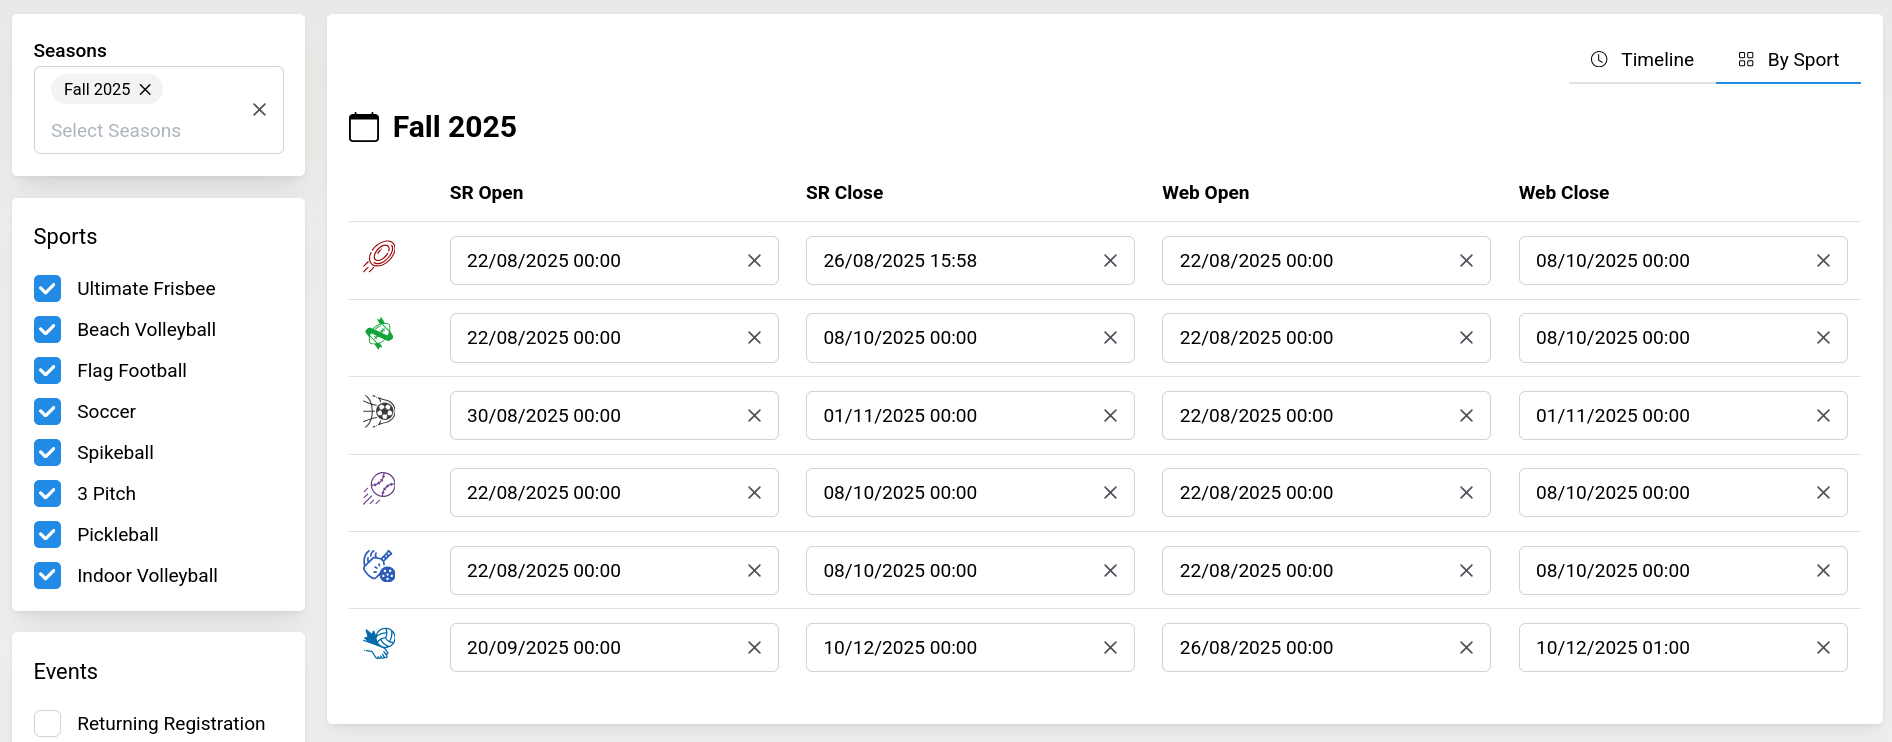 Seasons
Fall 2025
Select Seasons
Sports
Ultimate Frisbee
Beach Volleyball
Flag Football
Soccer
Spikeball
3 Pitch
Pickleball
Indoor Volleyball
Events
Returning Registration
Timeline By Sport
Fall 2025
SR Open SR Close Web Open Web Close
22/08/2025 00:00 26/08/2025 15:58 22/08/2025 00:00 08/10/2025 00:00
22/08/2025 00:00 08/10/2025 00:00 22/08/2025 00:00 08/10/2025 00:00
30/08/2025 00:00 01/11/2025 00:00 22/08/2025 00:00 01/11/2025 00:00
22/08/2025 00:00 08/10/2025 00:00 22/08/2025 00:00 08/10/2025 00:00
22/08/2025 00:00 08/10/2025 00:00 22/08/2025 00:00 08/10/2025 00:00
20/09/2025 00:00 10/12/2025 00:00 26/08/2025 00:00 10/12/2025 01:00